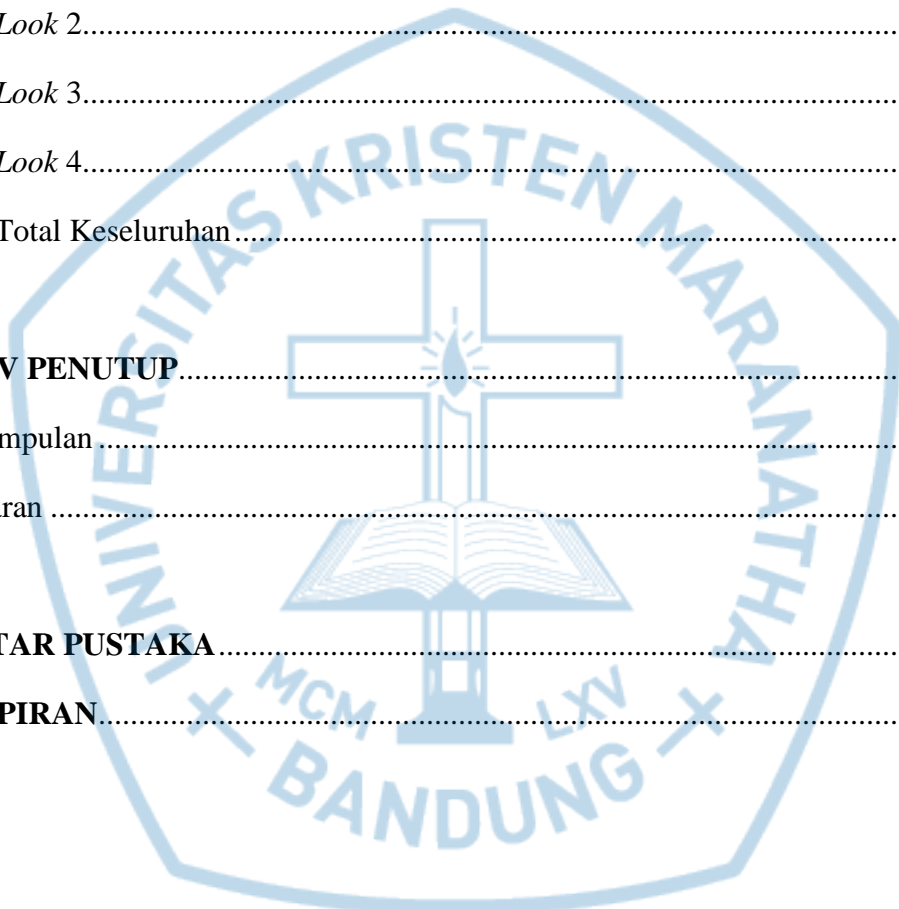 Look 2..........................................................................................
Look 3..........................................................................................
Look 4..........................................................................................
Total Keseluruhan..........................................................................................
V PENUTUP..........................................................................................
mpulan..........................................................................................
ran..........................................................................................
TAR PUSTAKA..........................................................................................
PIRAN..........................................................................................
UNIVERSITAS KRISTEN MARANATHA
MCM LXV
BANDUNG